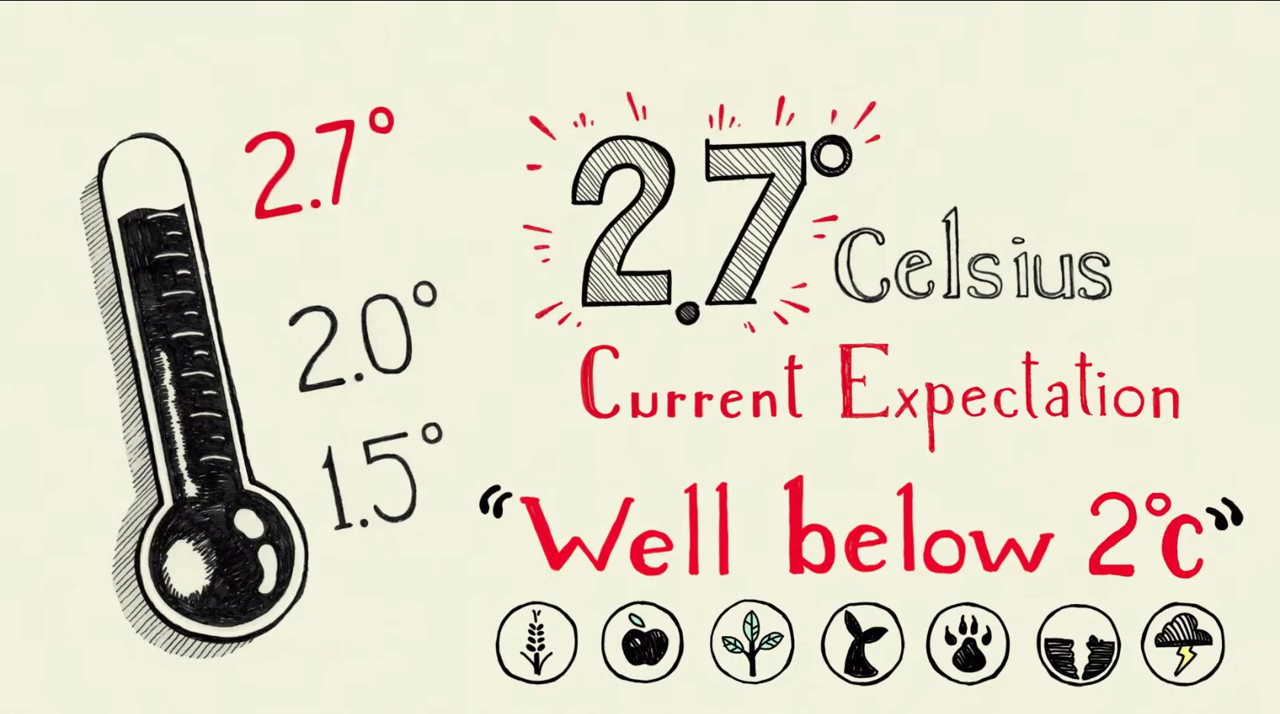 2.7°
2.0°
1.5°
2.7° Celsius
Current Expectation
“Well below 2°C”